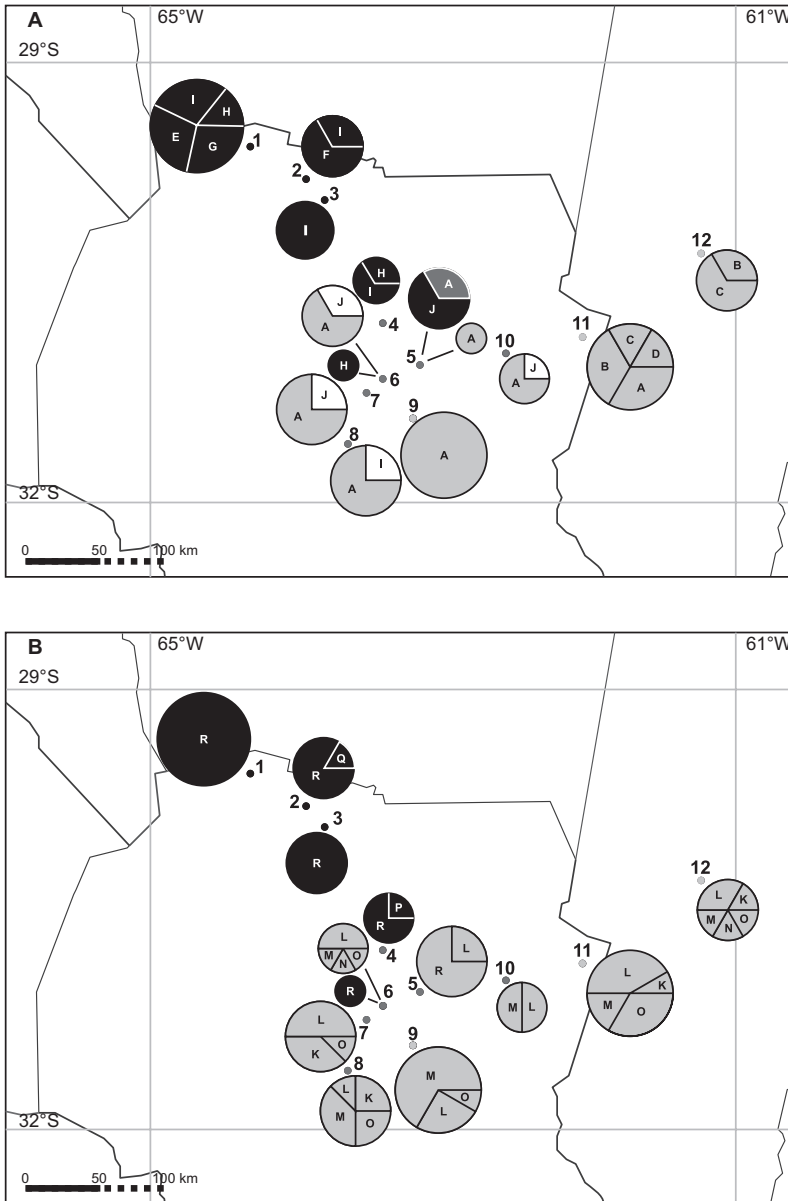 A
65°W
61°W
29°S
I
H
E
G
1
I
F
2
3
I
12
B
C
H
I
A
J
J
A
4
11
C
B
D
A
A
10
5
J
A
H
6
J
A
7
9
8
A
I
A
32°S
0 50 100 km
B
65°W
61°W
29°S
R
1
Q
R
2
3
R
12
L
K
M
O
N
P
R
L
M
O
N
4
L
R
11
L
K
M
O
10
5
R
6
M L
7
L
O
K
9
8
M
O
L
L
K
M
O
32°S
0 50 100 km